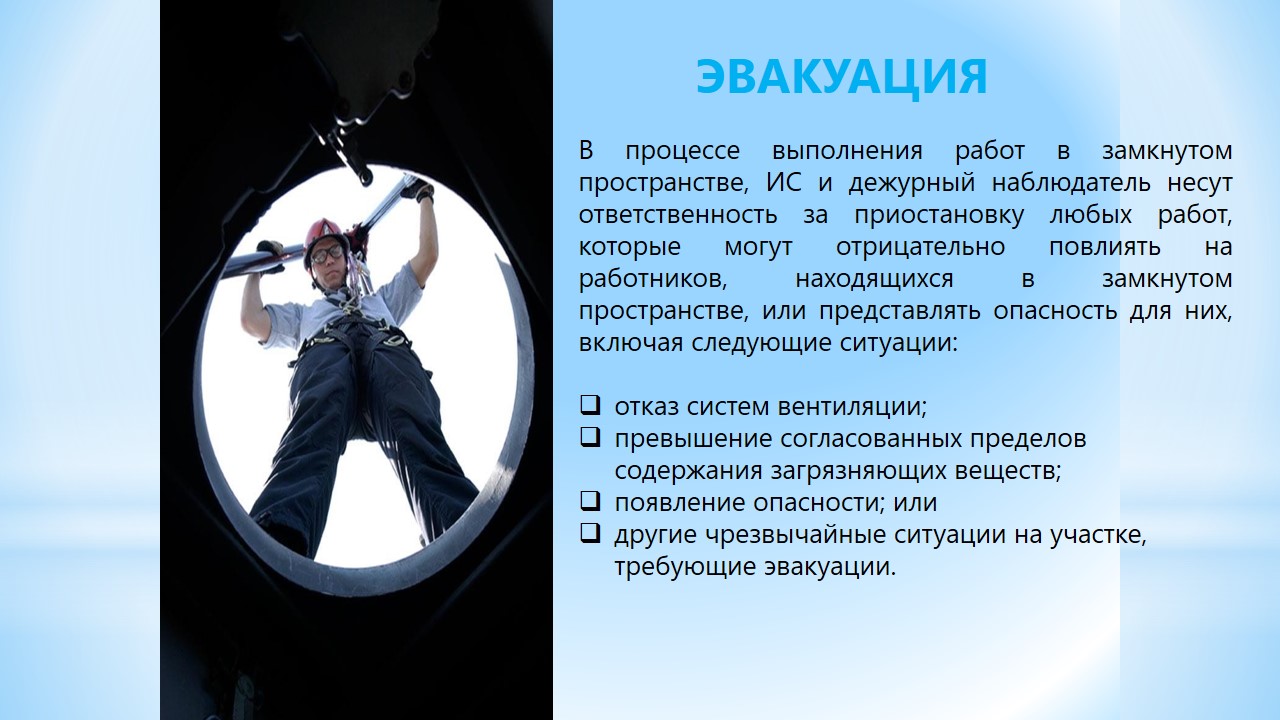 ЭВАКУАЦИЯ
В процессе выполнения работ в замкнутом
пространстве, ИС и дежурный наблюдатель несут
ответственность за приостановку любых работ,
которые могут отрицательно повлиять на
работников, находящихся в замкнутом
пространстве, или представлять опасность для них,
включая следующие ситуации:
❑ отказ систем вентиляции;
❑ превышение согласованных пределов
содержания загрязняющих веществ;
❑ появление опасности; или
❑ другие чрезвычайные ситуации на участке,
требующие эвакуации.